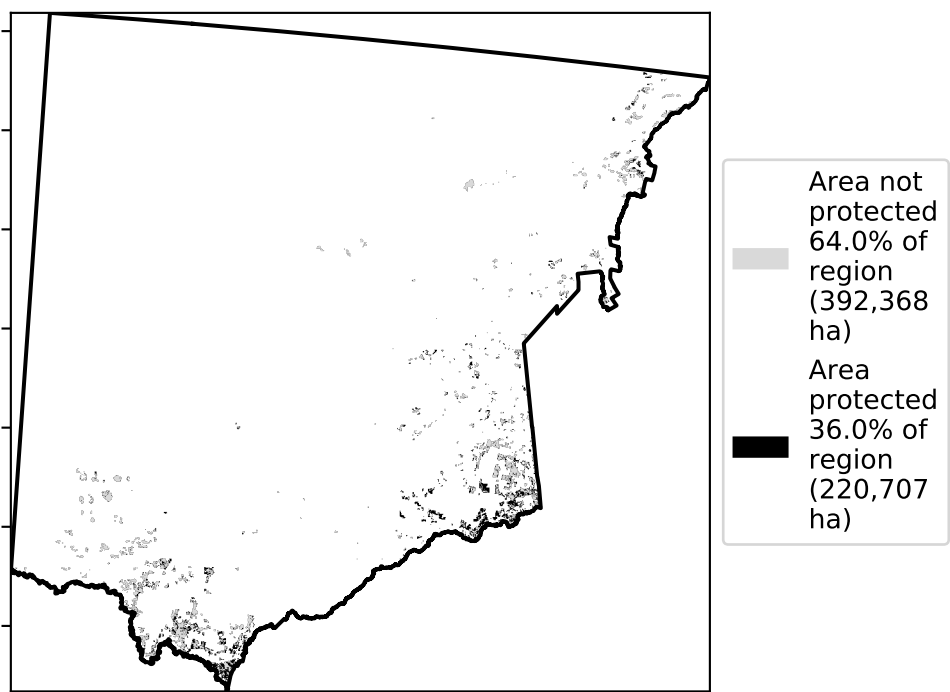 Area not
protected
64.0% of
region
(392,368
ha)
Area
protected
36.0% of
region
(220,707
ha)